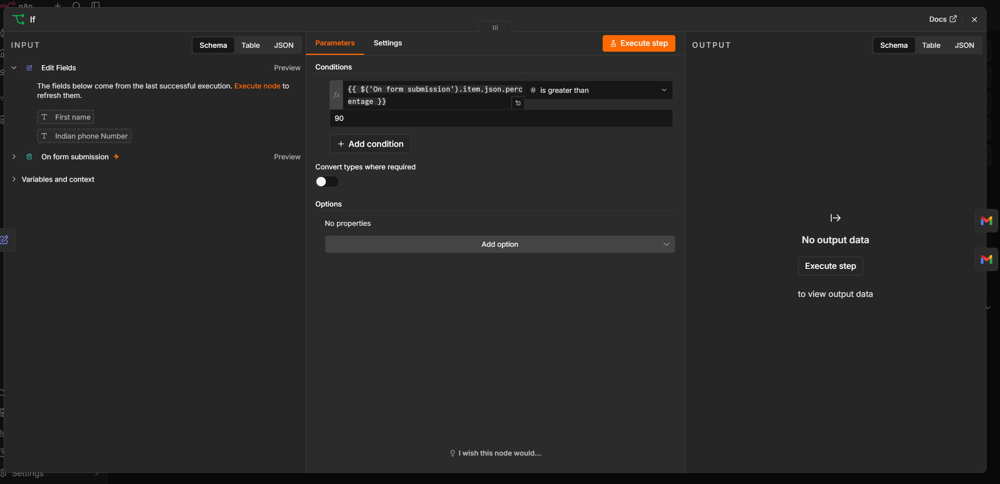 n8n
If
Docs
INPUT
Schema
Table
JSON
Edit Fields
Preview
The fields below come from the last successful execution. Execute node to
refresh them.
T First name
T Indian phone Number
On form submission
Preview
Variables and context
Parameters
Settings
Execute step
Conditions
fx
{{ $('On form submission').item.json.perc
entage }}
# is greater than
90
+ Add condition
Convert types where required
Options
No properties
Add option
I wish this node would...
OUTPUT
Schema
Table
JSON
No output data
Execute step
to view output data
Settings